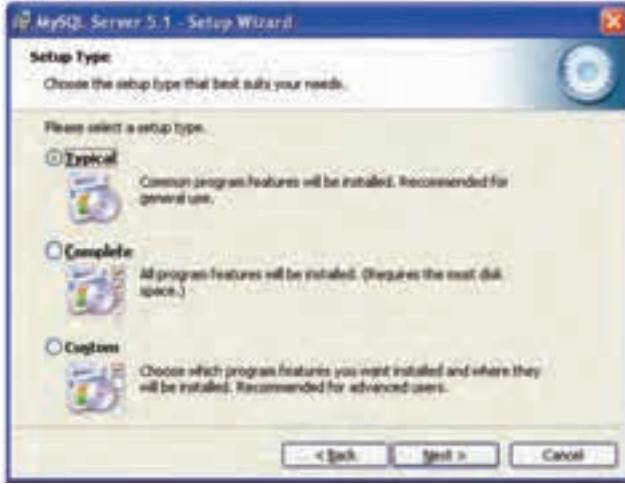 MySQL Server 5.1 - Setup Wizard
Setup Type
Choose the setup type that best suits your needs.
Please select a setup type.
Typical
Common program features will be installed. Recommended for
general use.
Complete
All program features will be installed. (Requires the most disk
space.)
Custom
Choose which program features you want installed and where they
will be installed. Recommended for advanced users.
< Back
Next >
Cancel